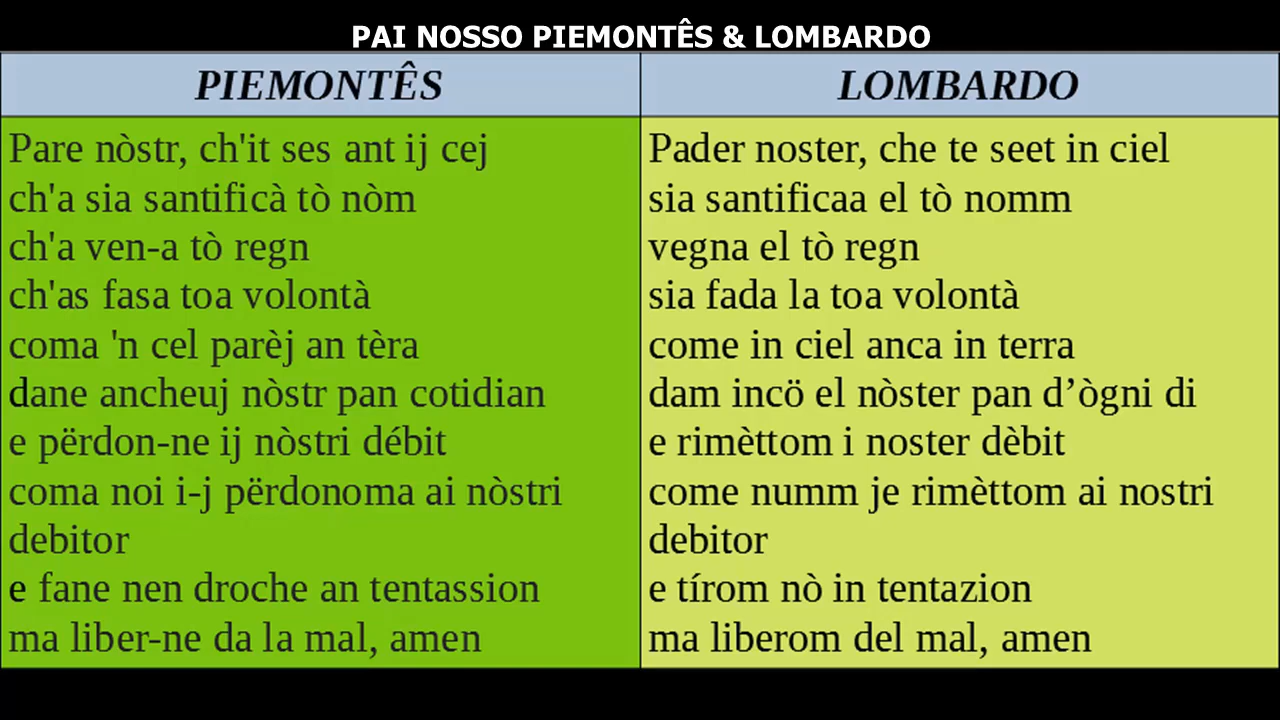 PAI NOSSO PIEMONTÊS & LOMBARDO
PIEMONTÊS
Pare nòstr, ch'it ses ant ij cej
ch'a sia santificà tò nòm
ch'a ven-a tò regn
ch'as fasa toa volontà
coma 'n cel parèj an tèra
dane ancheuj nòstr pan cotidian
e përdon-ne ij nòstri débit
coma noi i-j përdonoma ai nòstri
debitor
e fane nen droche an tentassion
ma liber-ne da la mal, amen
LOMBARDO
Pader noster, che te seet in ciel
sia santificaa el tò nomm
vegna el tò regn
sia fada la toa volontà
come in ciel anca in terra
dam incö el nòster pan d’ògni di
e rimèttom i noster dèbit
come numm je rimèttom ai nostri
debitor
e tírom nò in tentazion
ma liberom del mal, amen